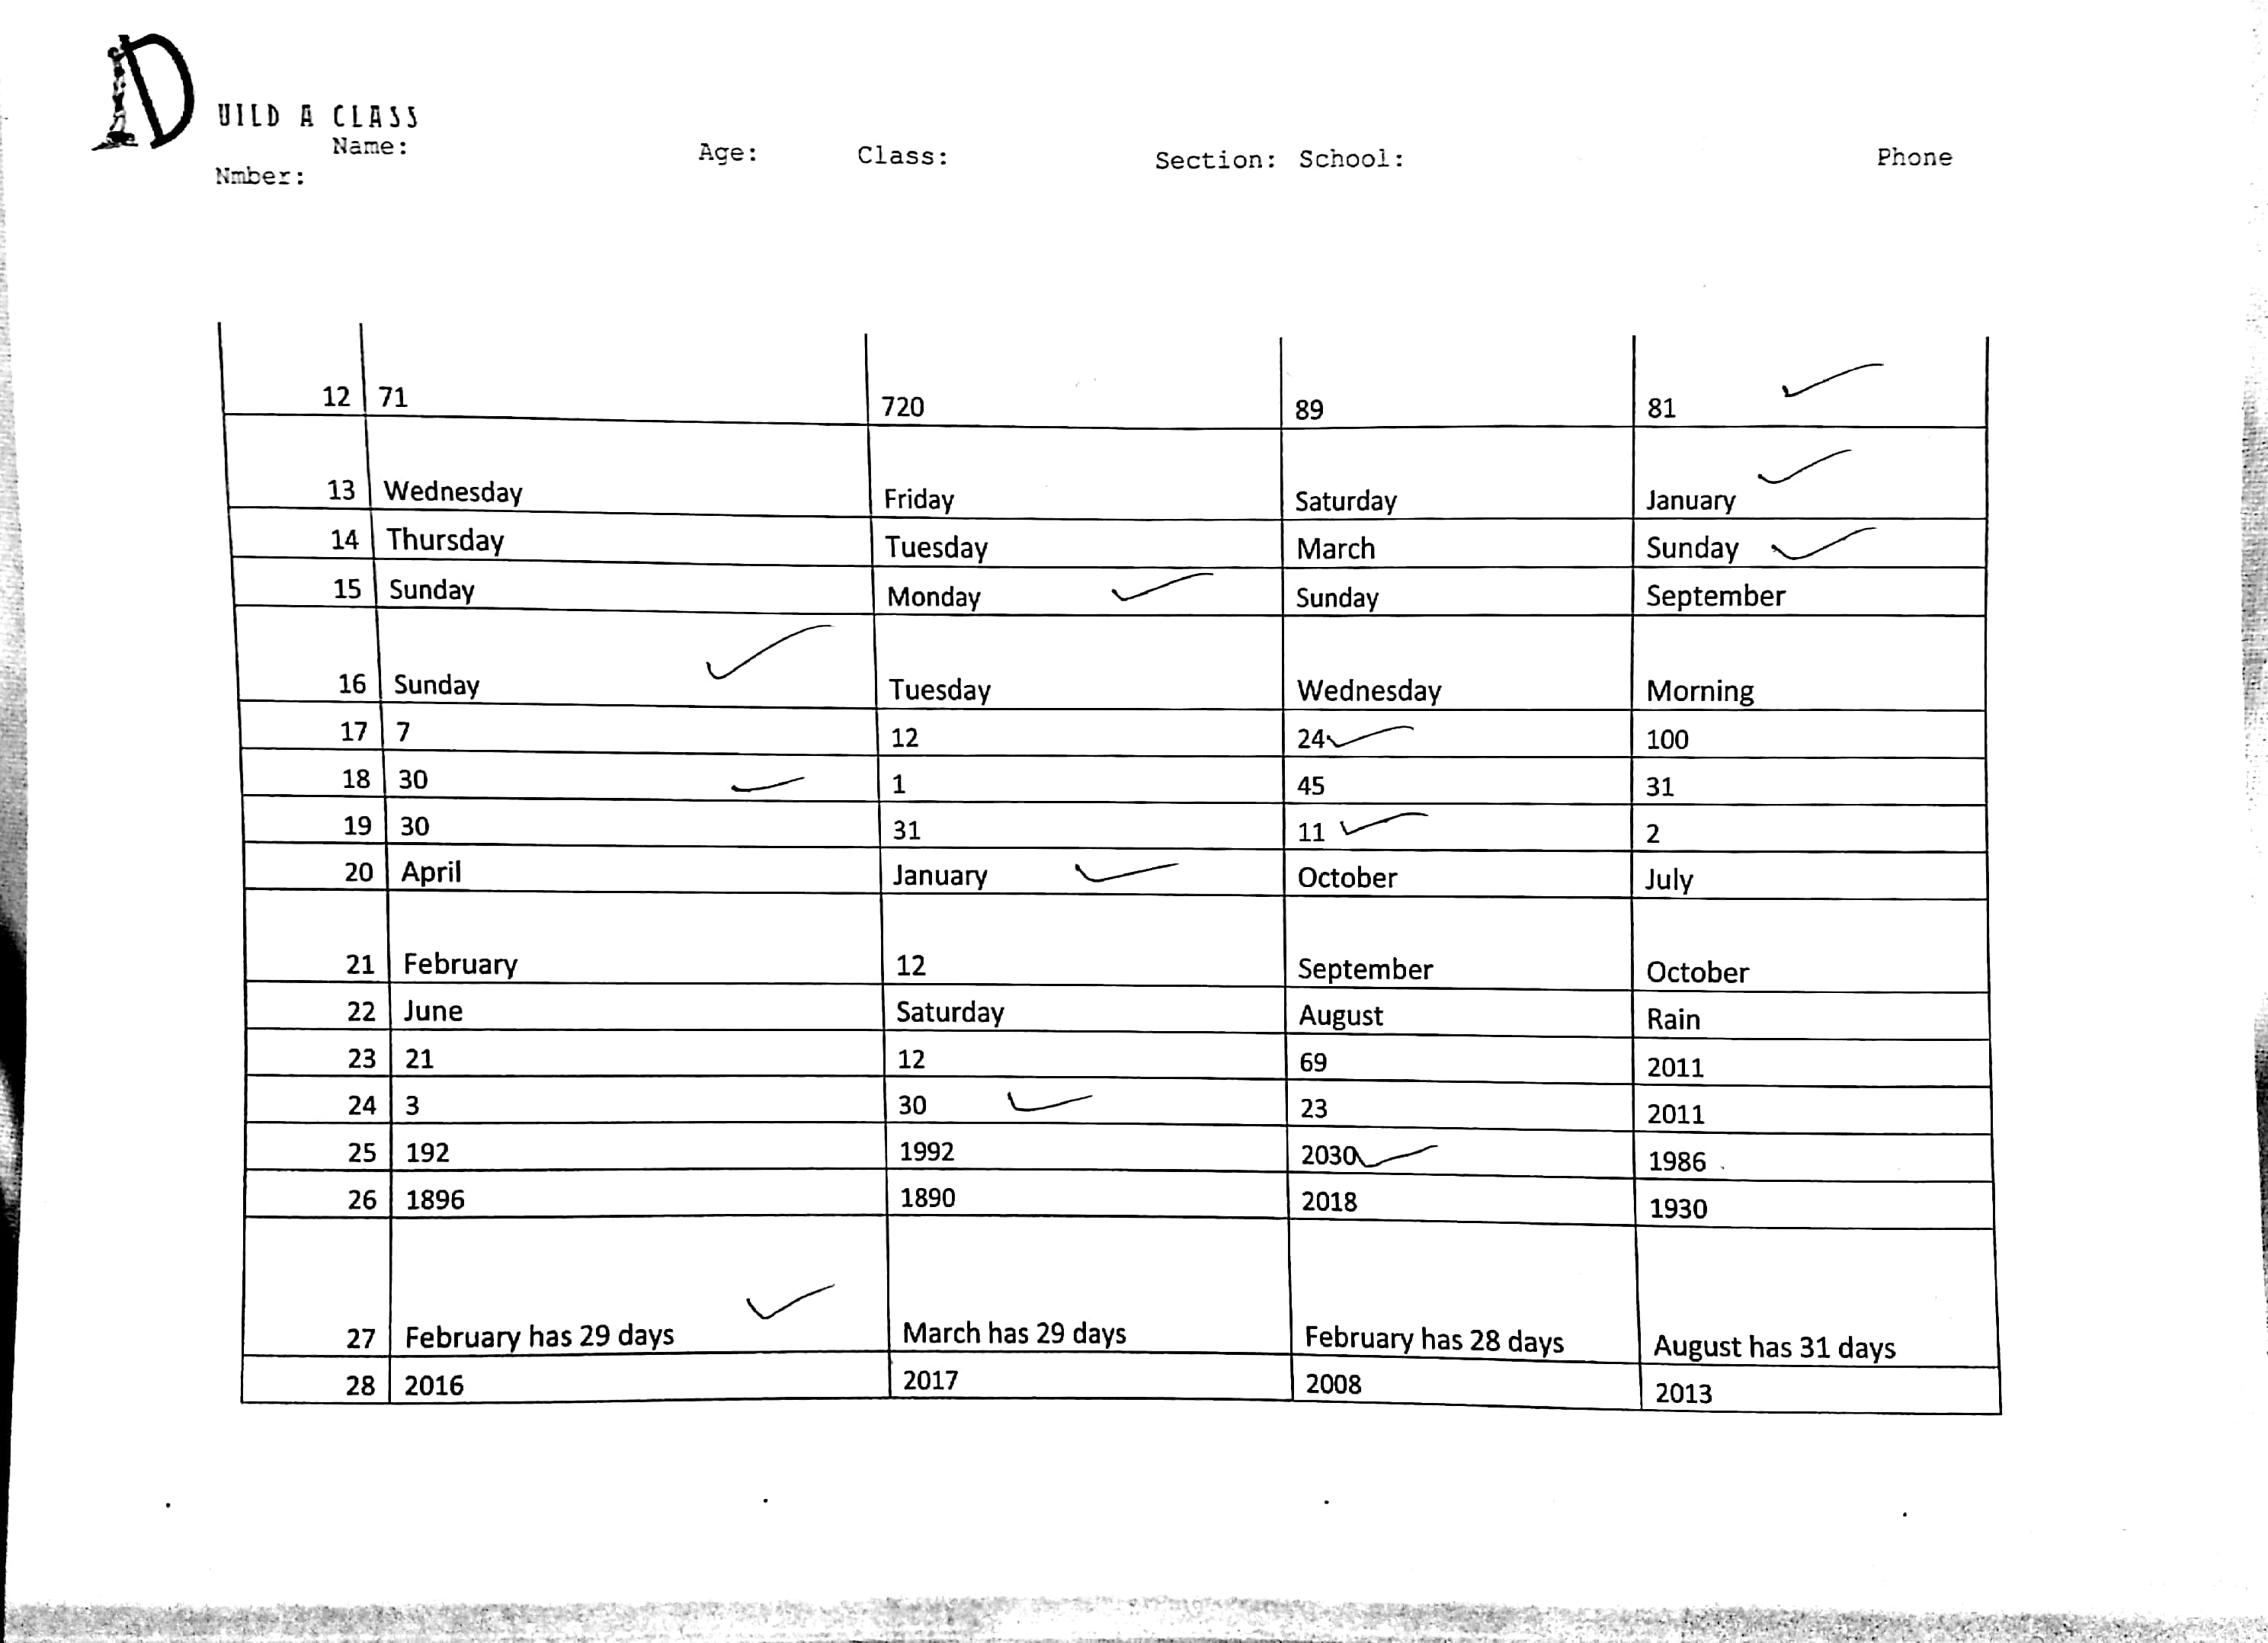 UILD A CLASS
Name: Age: Class: Section: School: Phone
Nmber:
12 71 720 89 81 ✓
13 Wednesday Friday Saturday January ✓
14 Thursday Tuesday March Sunday ✓
15 Sunday Monday ✓ Sunday September
16 Sunday ✓ Tuesday Wednesday Morning
17 7 12 24 ✓ 100
18 30 ✓ 1 45 31
19 30 31 11 ✓ 2
20 April January ✓ October July
21 February 12 September October
22 June Saturday August Rain
23 21 12 69 2011
24 3 30 ✓ 23 2011
25 192 1992 2030 ✓ 1986
26 1896 1890 2018 1930
27 February has 29 days ✓ March has 29 days February has 28 days August has 31 days
28 2016 2017 2008 2013